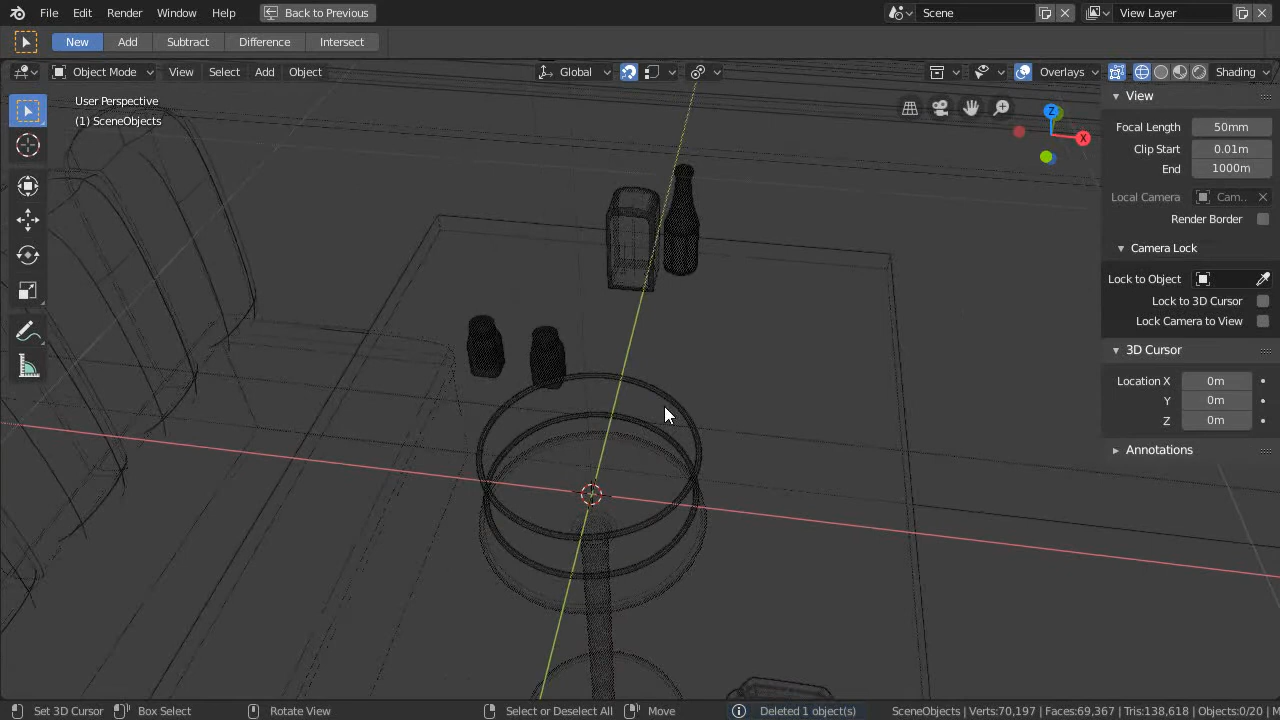 File Edit Render Window Help Back to Previous Scene View Layer
New Add Subtract Difference Intersect
Object Mode View Select Add Object Global Overlays Shading
User Perspective
(1) SceneObjects
Z
X
View
Focal Length 50mm
Clip Start 0.01m
End 1000m
Local Camera Cam..
Render Border
Camera Lock
Lock to Object
Lock to 3D Cursor
Lock Camera to View
3D Cursor
Location X 0m
Y 0m
Z 0m
Annotations
Set 3D Cursor Box Select Rotate View Select or Deselect All Move Deleted 1 object(s) SceneObjects | Verts:70,197 | Faces:69,367 | Tris:138,618 | Objects:0/20 | M